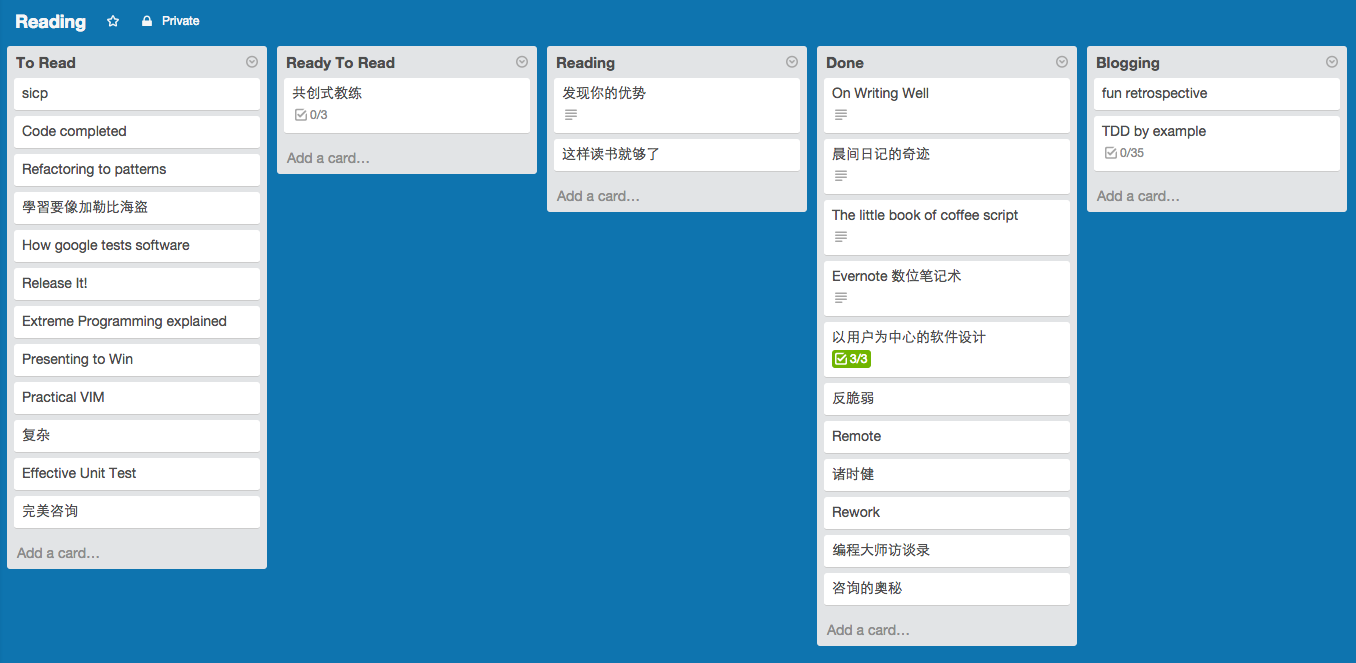 Reading
Private
To Read
sicp
Code completed
Refactoring to patterns
學習要像加勒比海盗
How google tests software
Release It!
Extreme Programming explained
Presenting to Win
Practical VIM
复杂
Effective Unit Test
完美咨询
Add a card…
Ready To Read
共创式教练
0/3
Add a card…
Reading
发现你的优势
这样读书就够了
Add a card…
Done
On Writing Well
晨间日记的奇迹
The little book of coffee script
Evernote 数位笔记术
以用户为中心的软件设计
3/3
反脆弱
Remote
诸时健
Rework
编程大师访谈录
咨询的奥秘
Add a card…
Blogging
fun retrospective
TDD by example
0/35
Add a card…